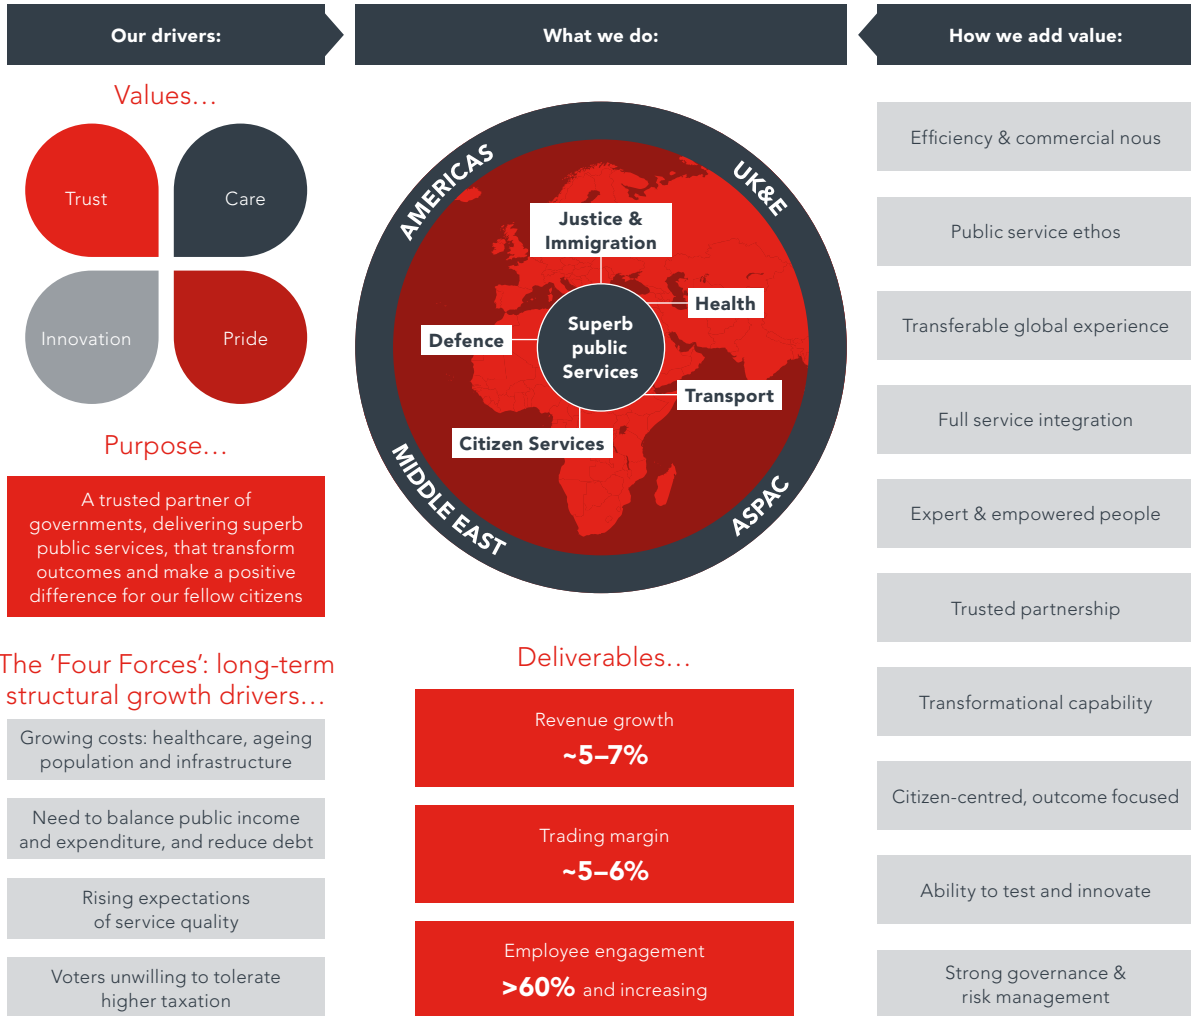 Our drivers:
What we do:
How we add value:
Values…
Trust
Care
Innovation
Pride
Purpose…
A trusted partner of
governments, delivering superb
public services, that transform
outcomes and make a positive
difference for our fellow citizens
The ‘Four Forces’: long-term
structural growth drivers…
Growing costs: healthcare, ageing
population and infrastructure
Need to balance public income
and expenditure, and reduce debt
Rising expectations
of service quality
Voters unwilling to tolerate
higher taxation
AMERICAS
UK&E
MIDDLE EAST
ASPAC
Justice &
Immigration
Health
Defence
Superb
public
Services
Transport
Citizen Services
Deliverables…
Revenue growth
~5–7%
Trading margin
~5–6%
Employee engagement
>60% and increasing
Efficiency & commercial nous
Public service ethos
Transferable global experience
Full service integration
Expert & empowered people
Trusted partnership
Transformational capability
Citizen-centred, outcome focused
Ability to test and innovate
Strong governance &
risk management